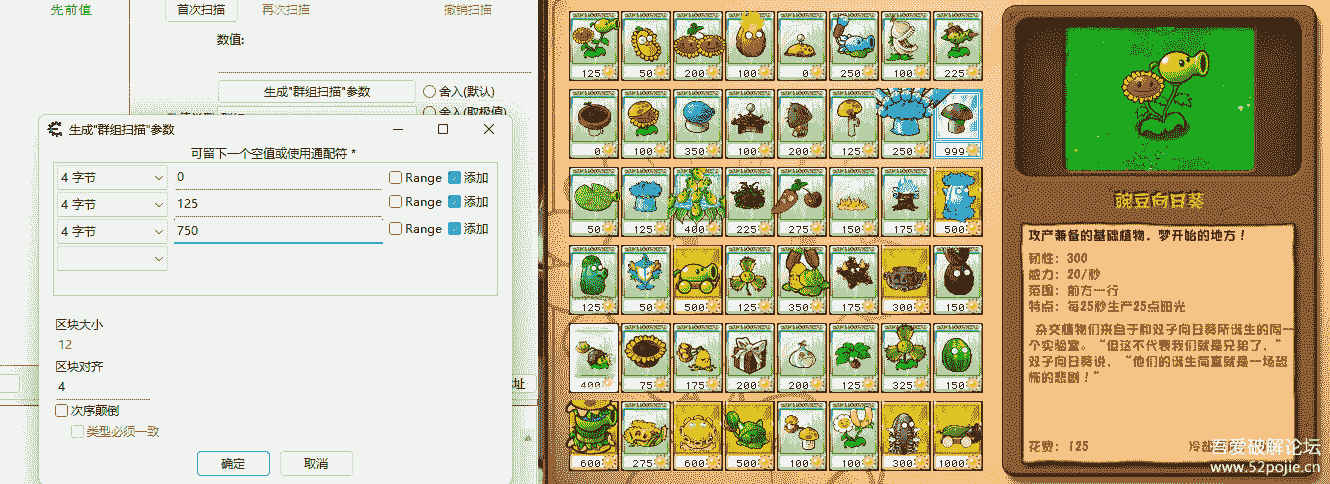 先前值
首次扫描 再次扫描 撤销扫描
数值:
生成"群组扫描"参数
舍入(默认)
舍入(取极值)
生成"群组扫描"参数
可留下一个空值或使用通配符 *
4 字节 0 Range 添加
4 字节 125 Range 添加
4 字节 750 Range 添加
区块大小
12
区块对齐
4
次序颠倒
类型必须一致
确定 取消
125 50 200 100 0 250 100 225
0 100 350 100 200 125 250 999
50 125 400 225 275 125 175 500
125 50 500 125 350 175 300 150
400 75 175 200 200 125 325 150
600 275 600 500 100 100 300 1000
豌豆向日葵
攻产兼备的基础植物，梦开始的地方！
韧性：300
威力：20/秒
范围：前方一行
特点：每25秒生产25点阳光
杂交植物们来自于和双子向日葵所诞生的同一
个实验室。“但这不代表我们就是兄弟了，”
双子向日葵说，“他们的诞生简直就是一场恐
怖的悲剧！”
花费：125
吾爱破解论坛
www.52pojie.cn